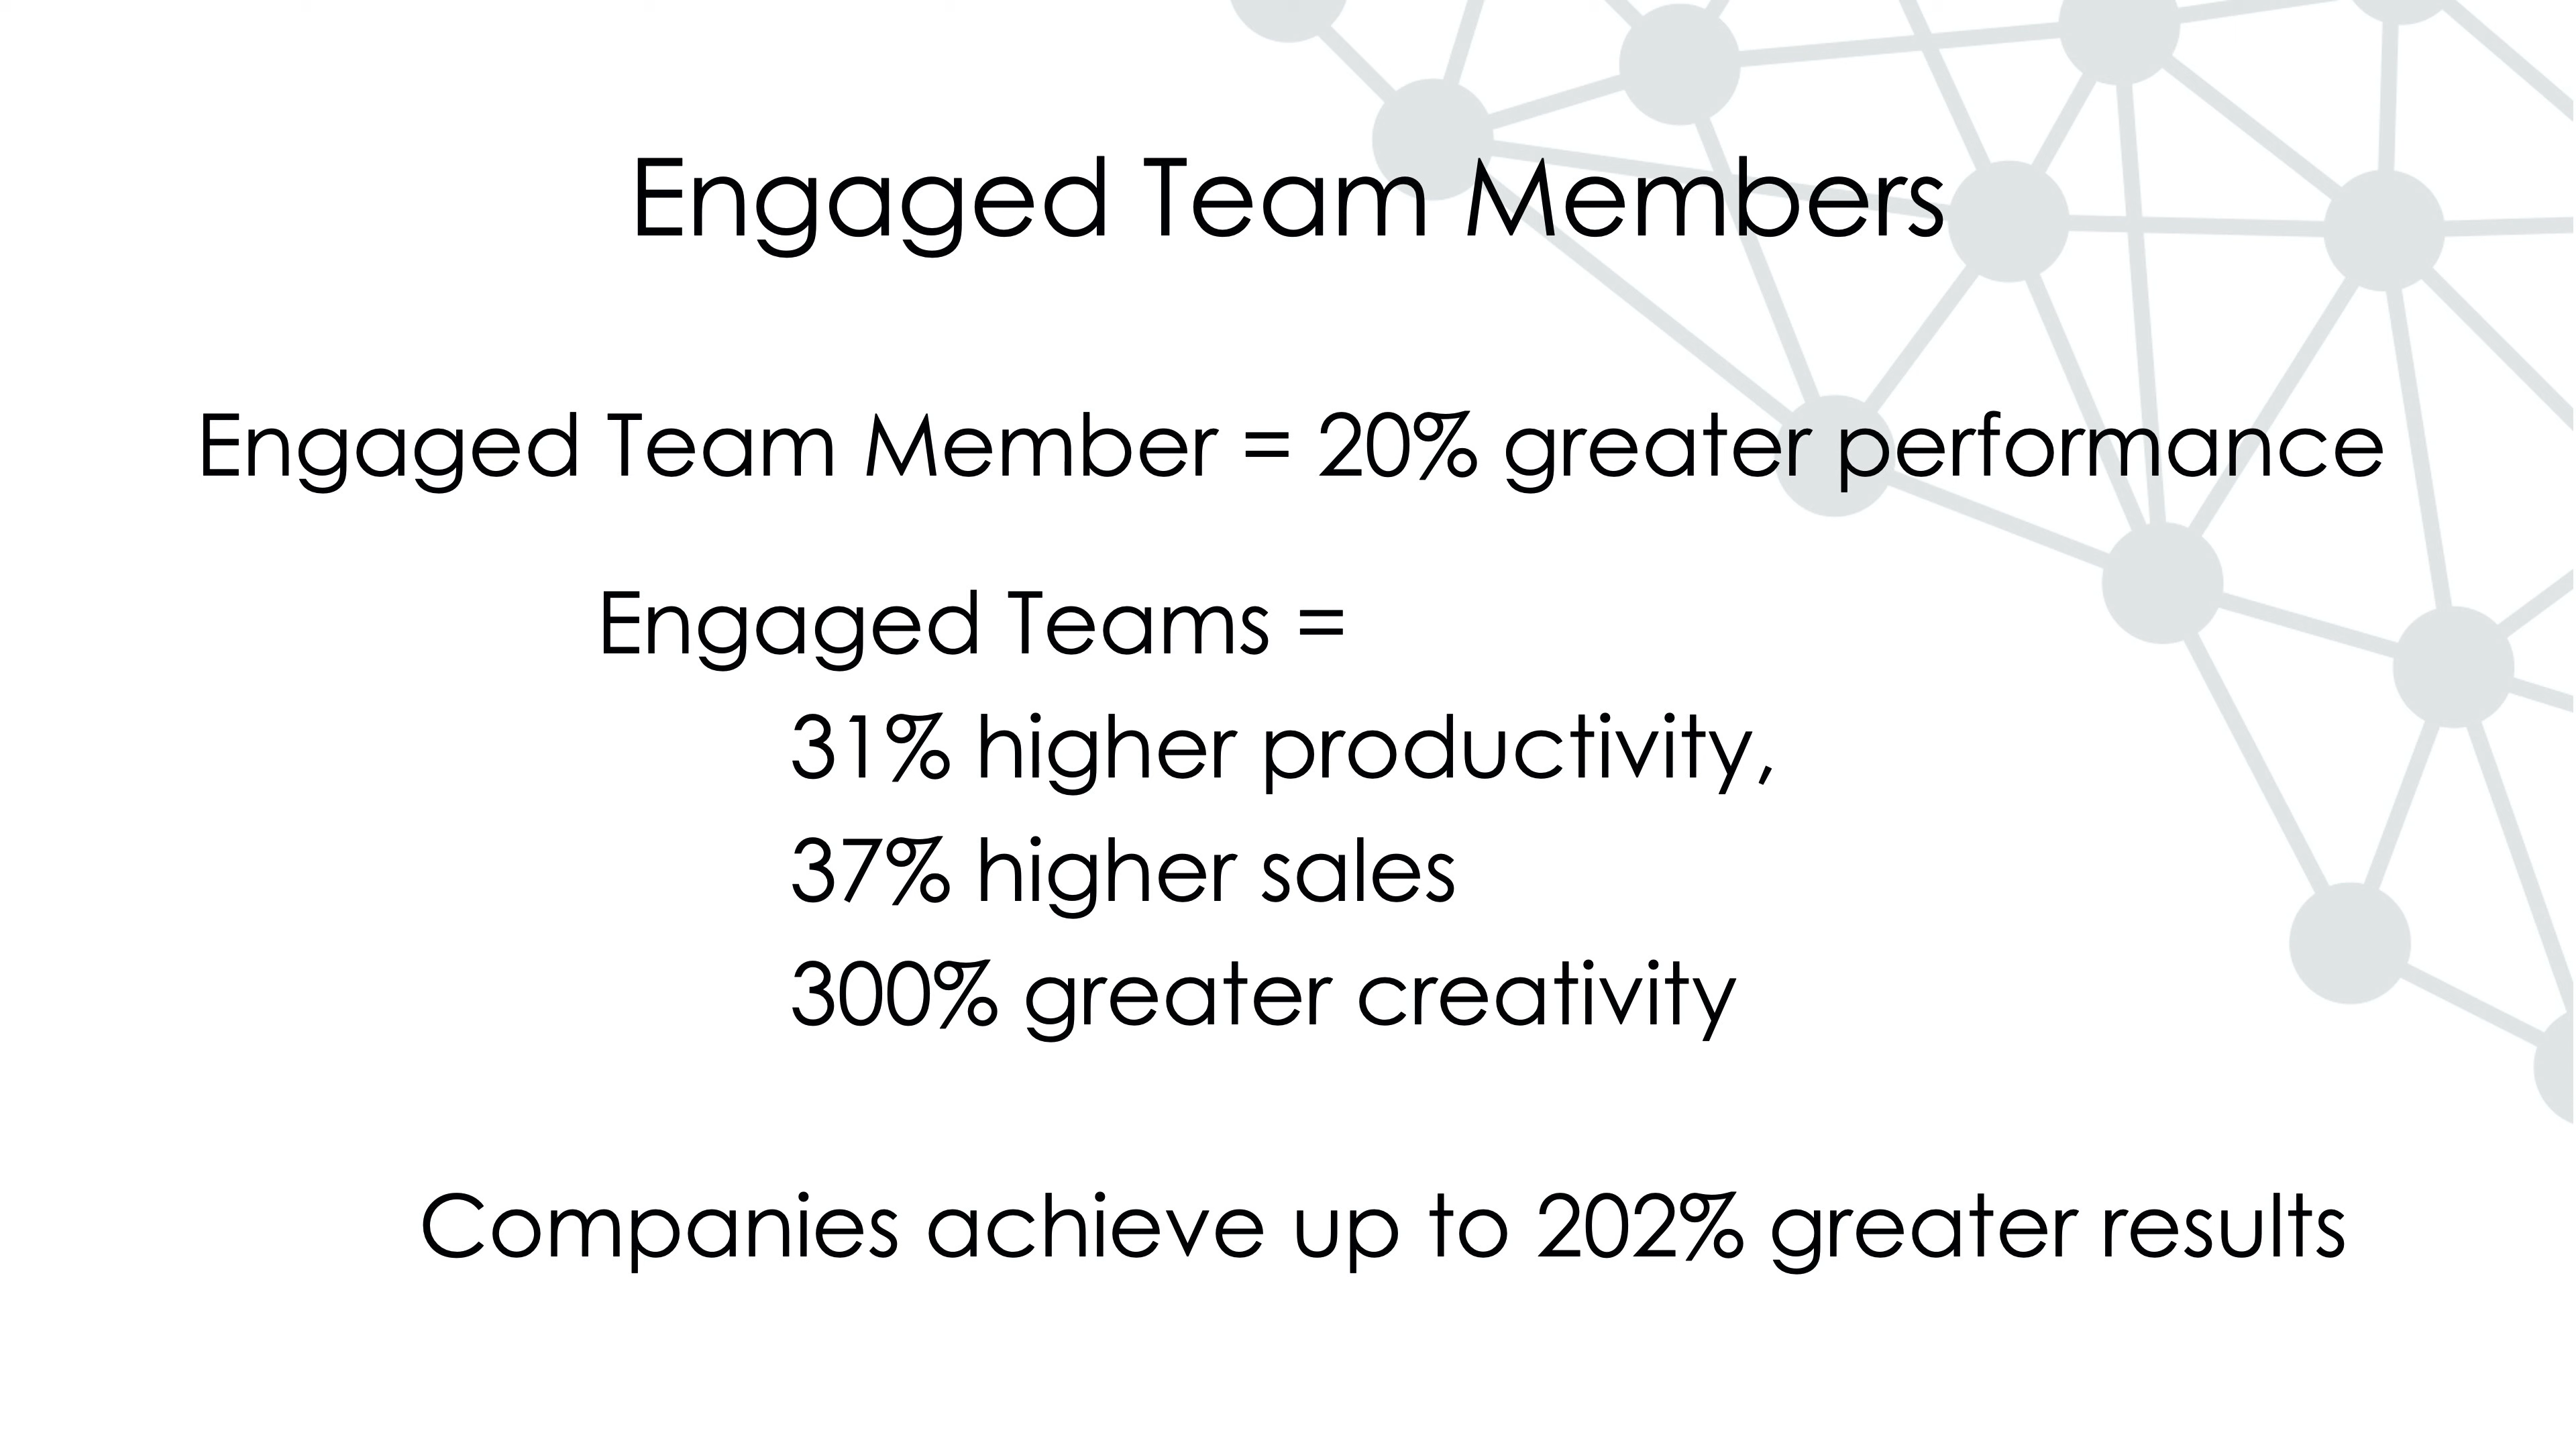 Engaged Team Members
Engaged Team Member = 20% greater performance
Engaged Teams =
31% higher productivity,
37% higher sales
300% greater creativity
Companies achieve up to 202% greater results